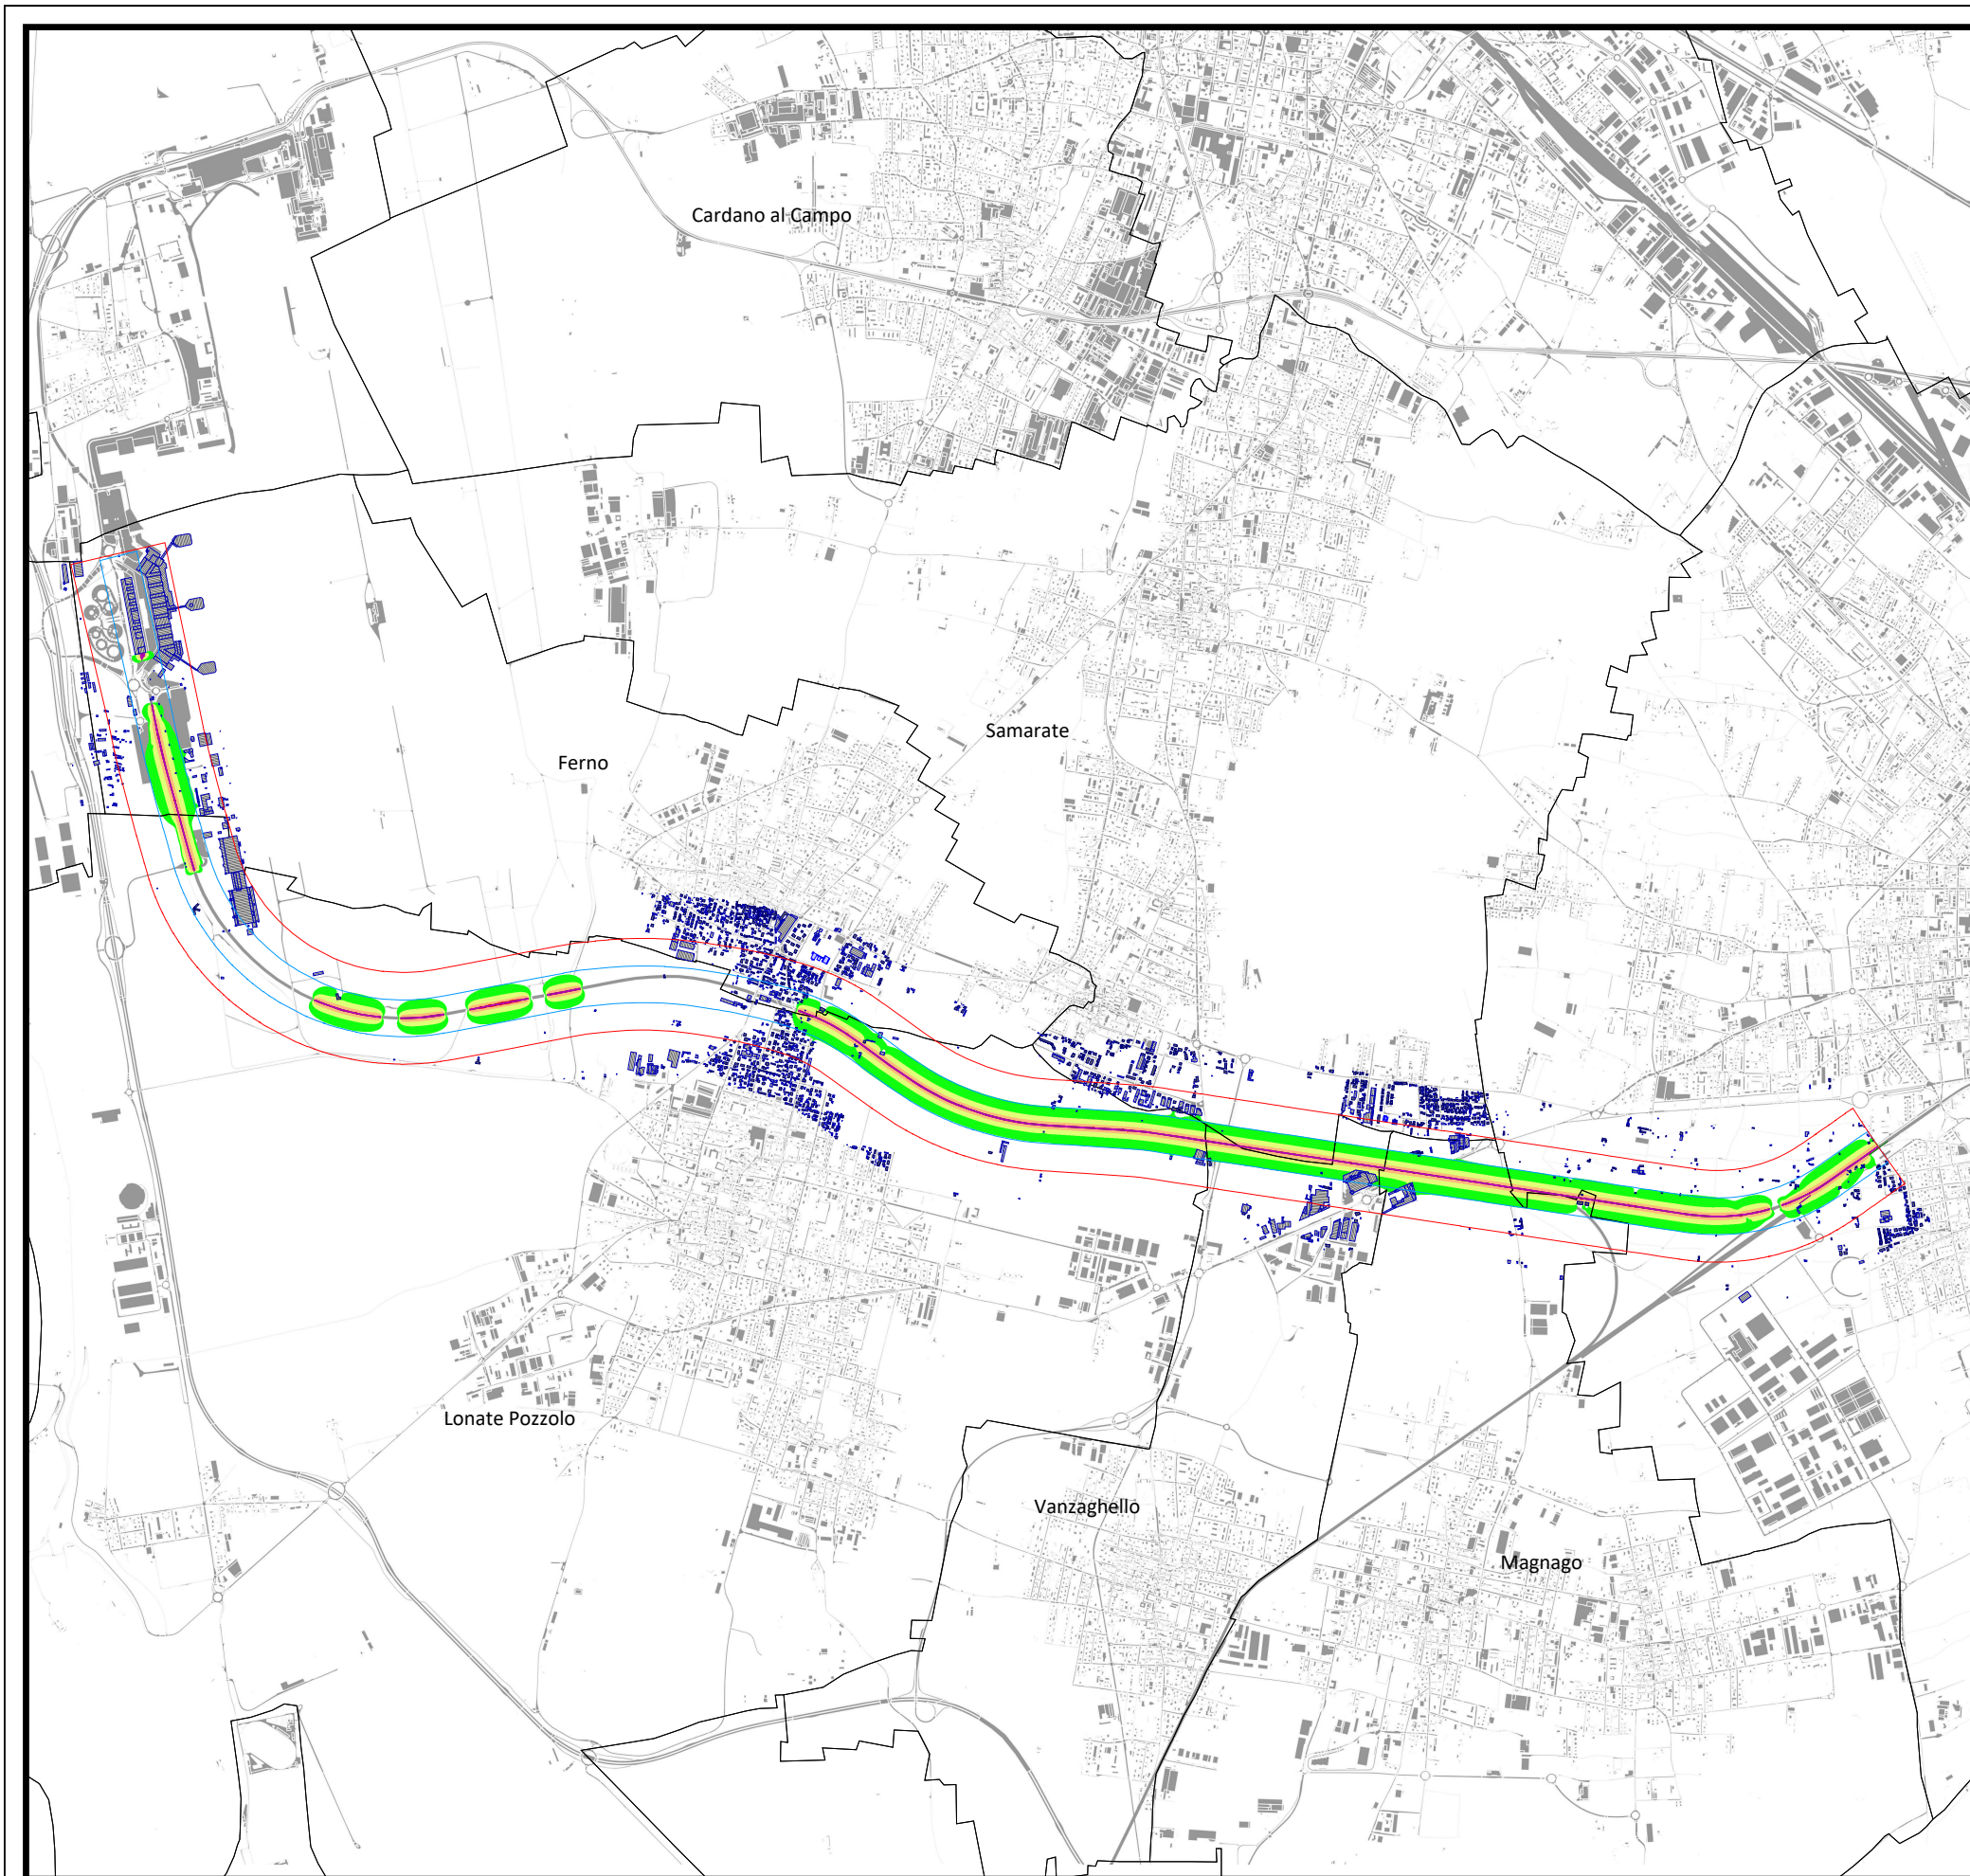 Cardano al Campo
Samarate
Ferno
Lonate Pozzolo
Vanzaghello
Magnago